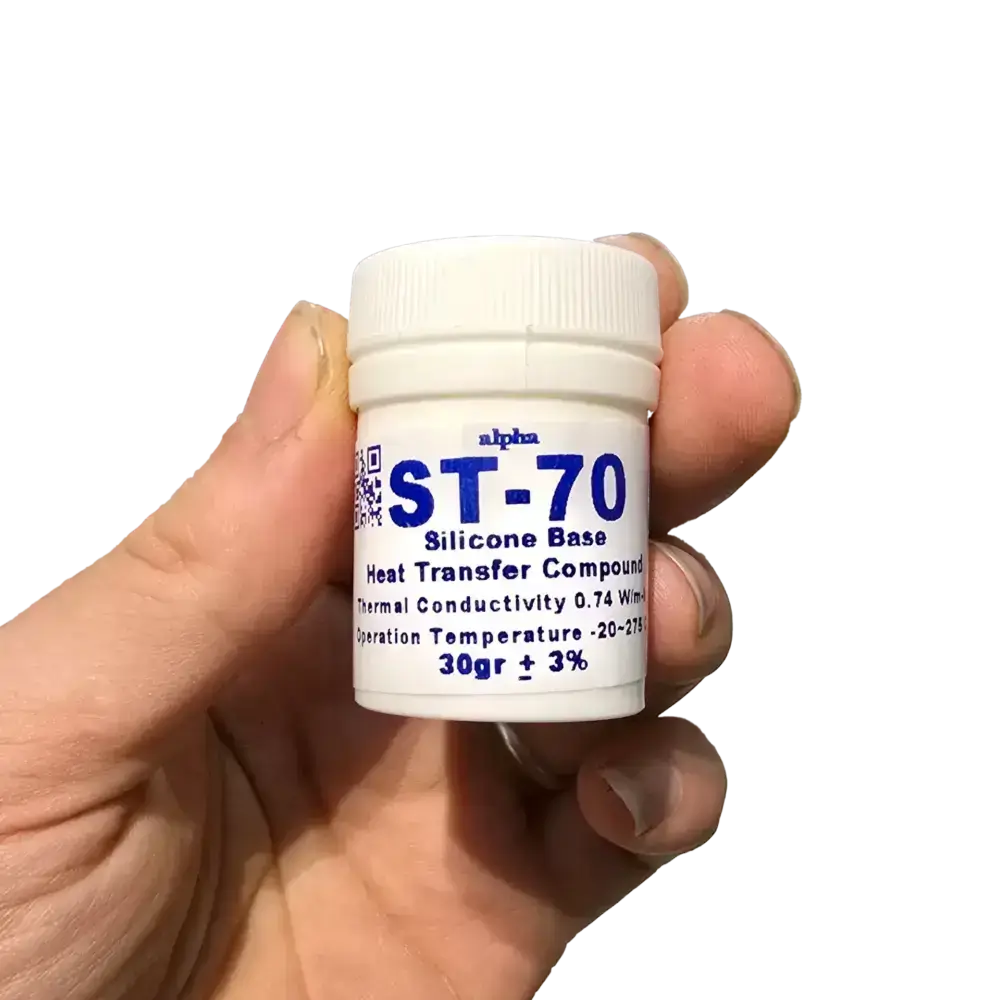 alpha
ST-70
Silicone Base
Heat Transfer Compound
Thermal Conductivity 0.74 W/m-
Operation Temperature -20~275
30gr ± 3%